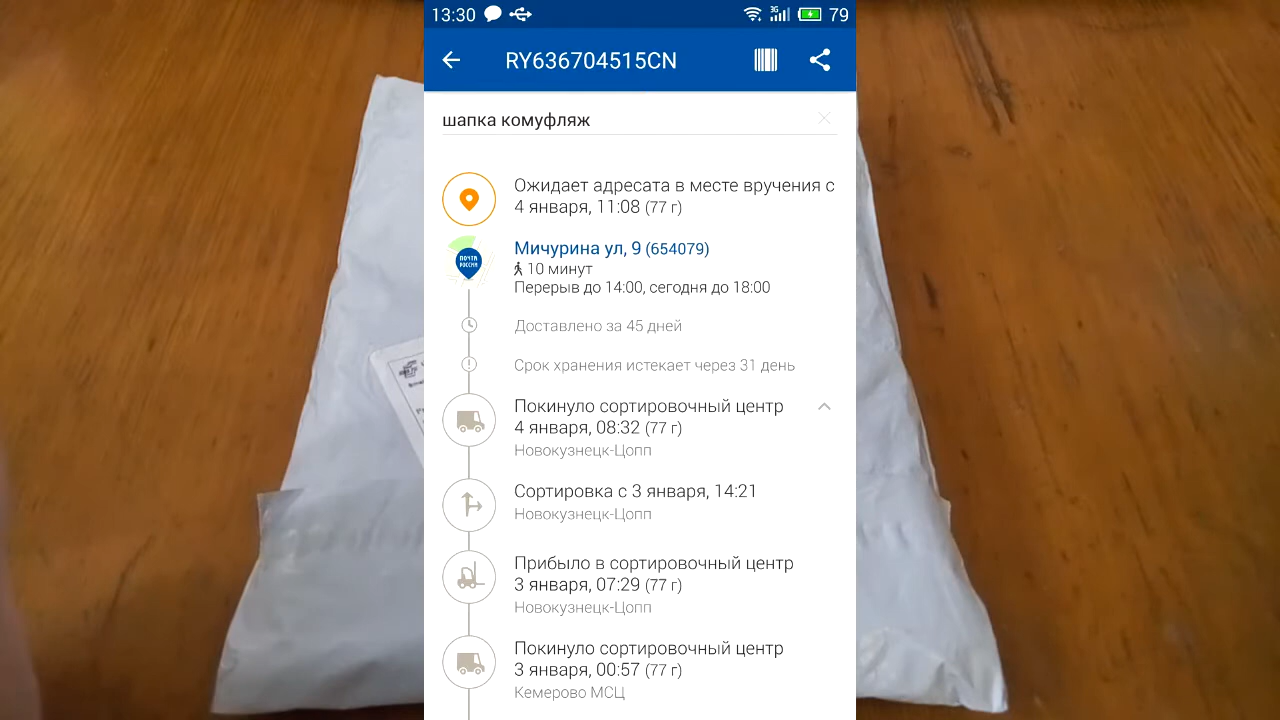 13:30
3G
79
RY636704515CN
шапка комуфляж
Ожидает адресата в месте вручения с
4 января, 11:08 (77 г)
ПОЧТА
РОССИИ
Мичурина ул, 9 (654079)
10 минут
Перерыв до 14:00, сегодня до 18:00
Доставлено за 45 дней
Срок хранения истекает через 31 день
Покинуло сортировочный центр
4 января, 08:32 (77 г)
Новокузнецк-Цопп
Сортировка с 3 января, 14:21
Новокузнецк-Цопп
Прибыло в сортировочный центр
3 января, 07:29 (77 г)
Новокузнецк-Цопп
Покинуло сортировочный центр
3 января, 00:57 (77 г)
Кемерово МСЦ